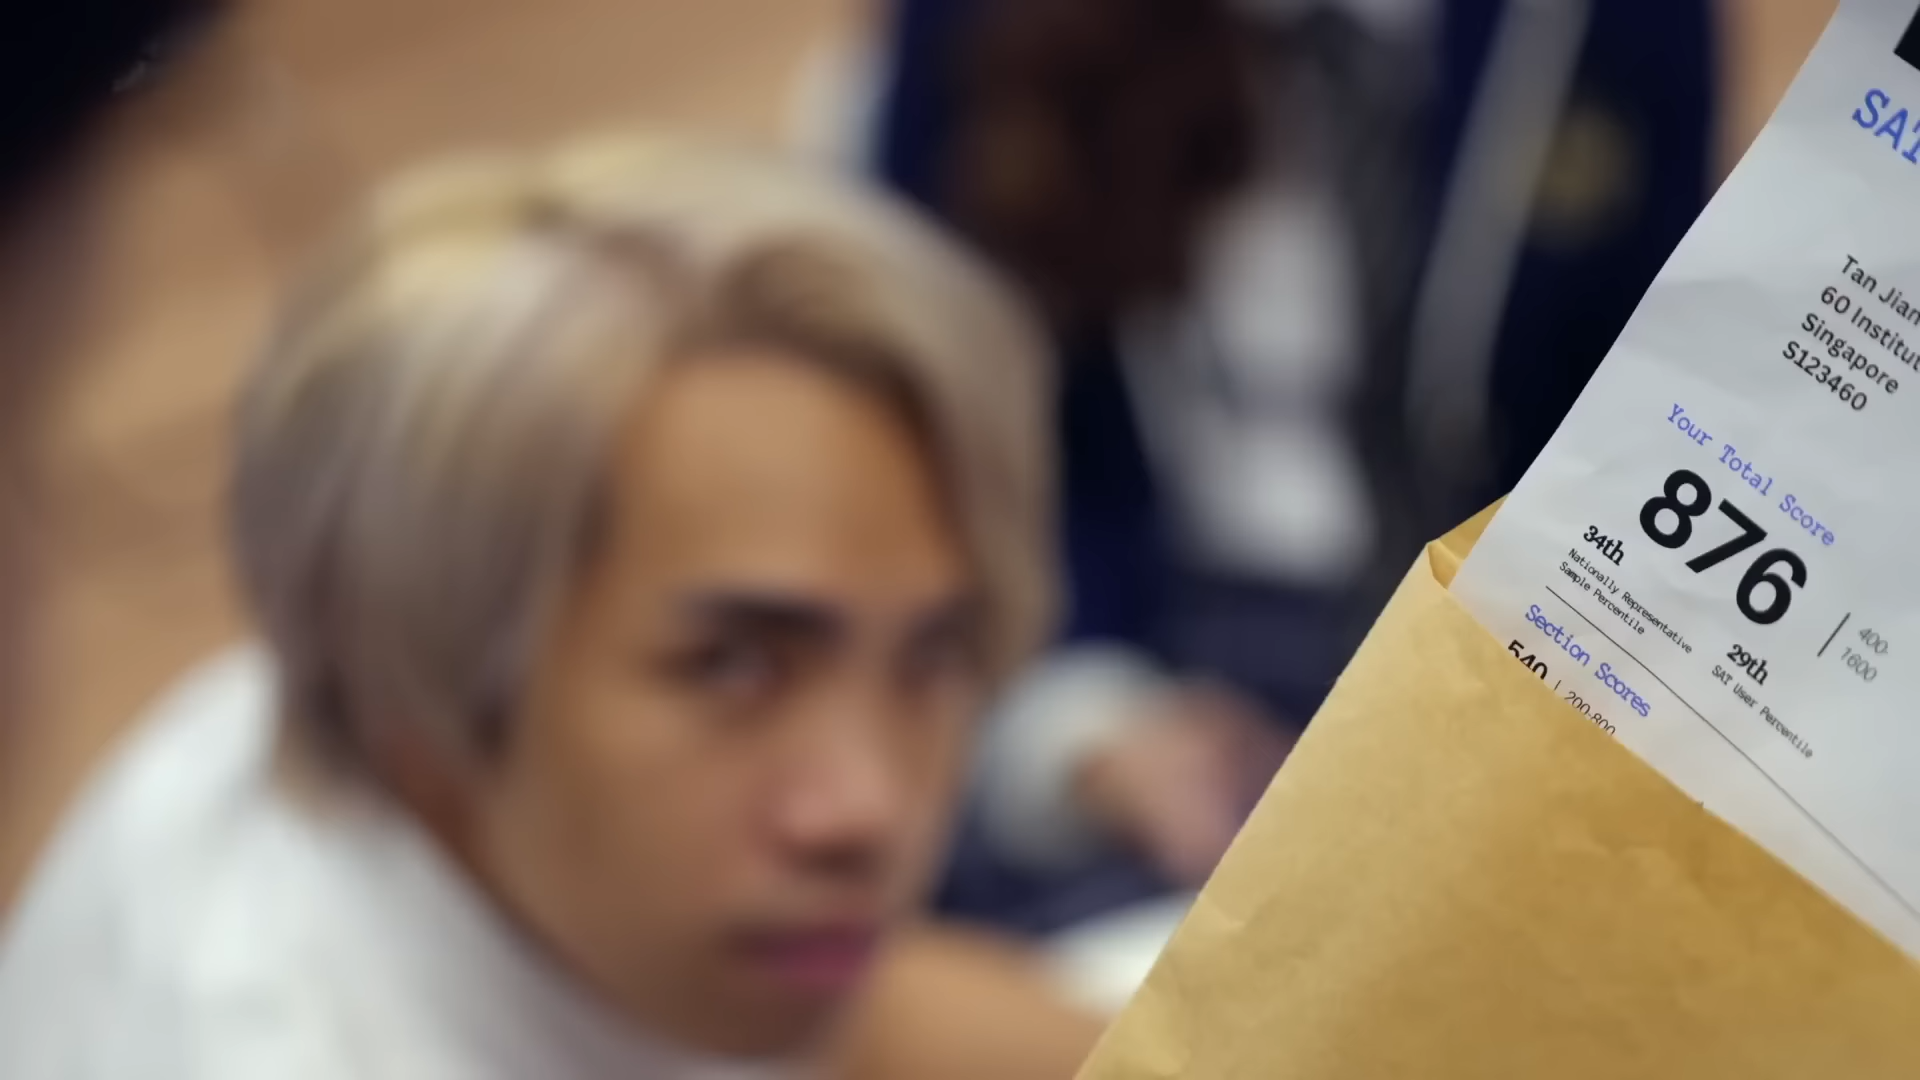 SAT
Tan Jian
60 Institut
Singapore
S123460
Your Total Score
876
400-
1600
34th
Nationally Representative
Sample Percentile
29th
SAT User Percentile
Section Scores
540 | 200-800